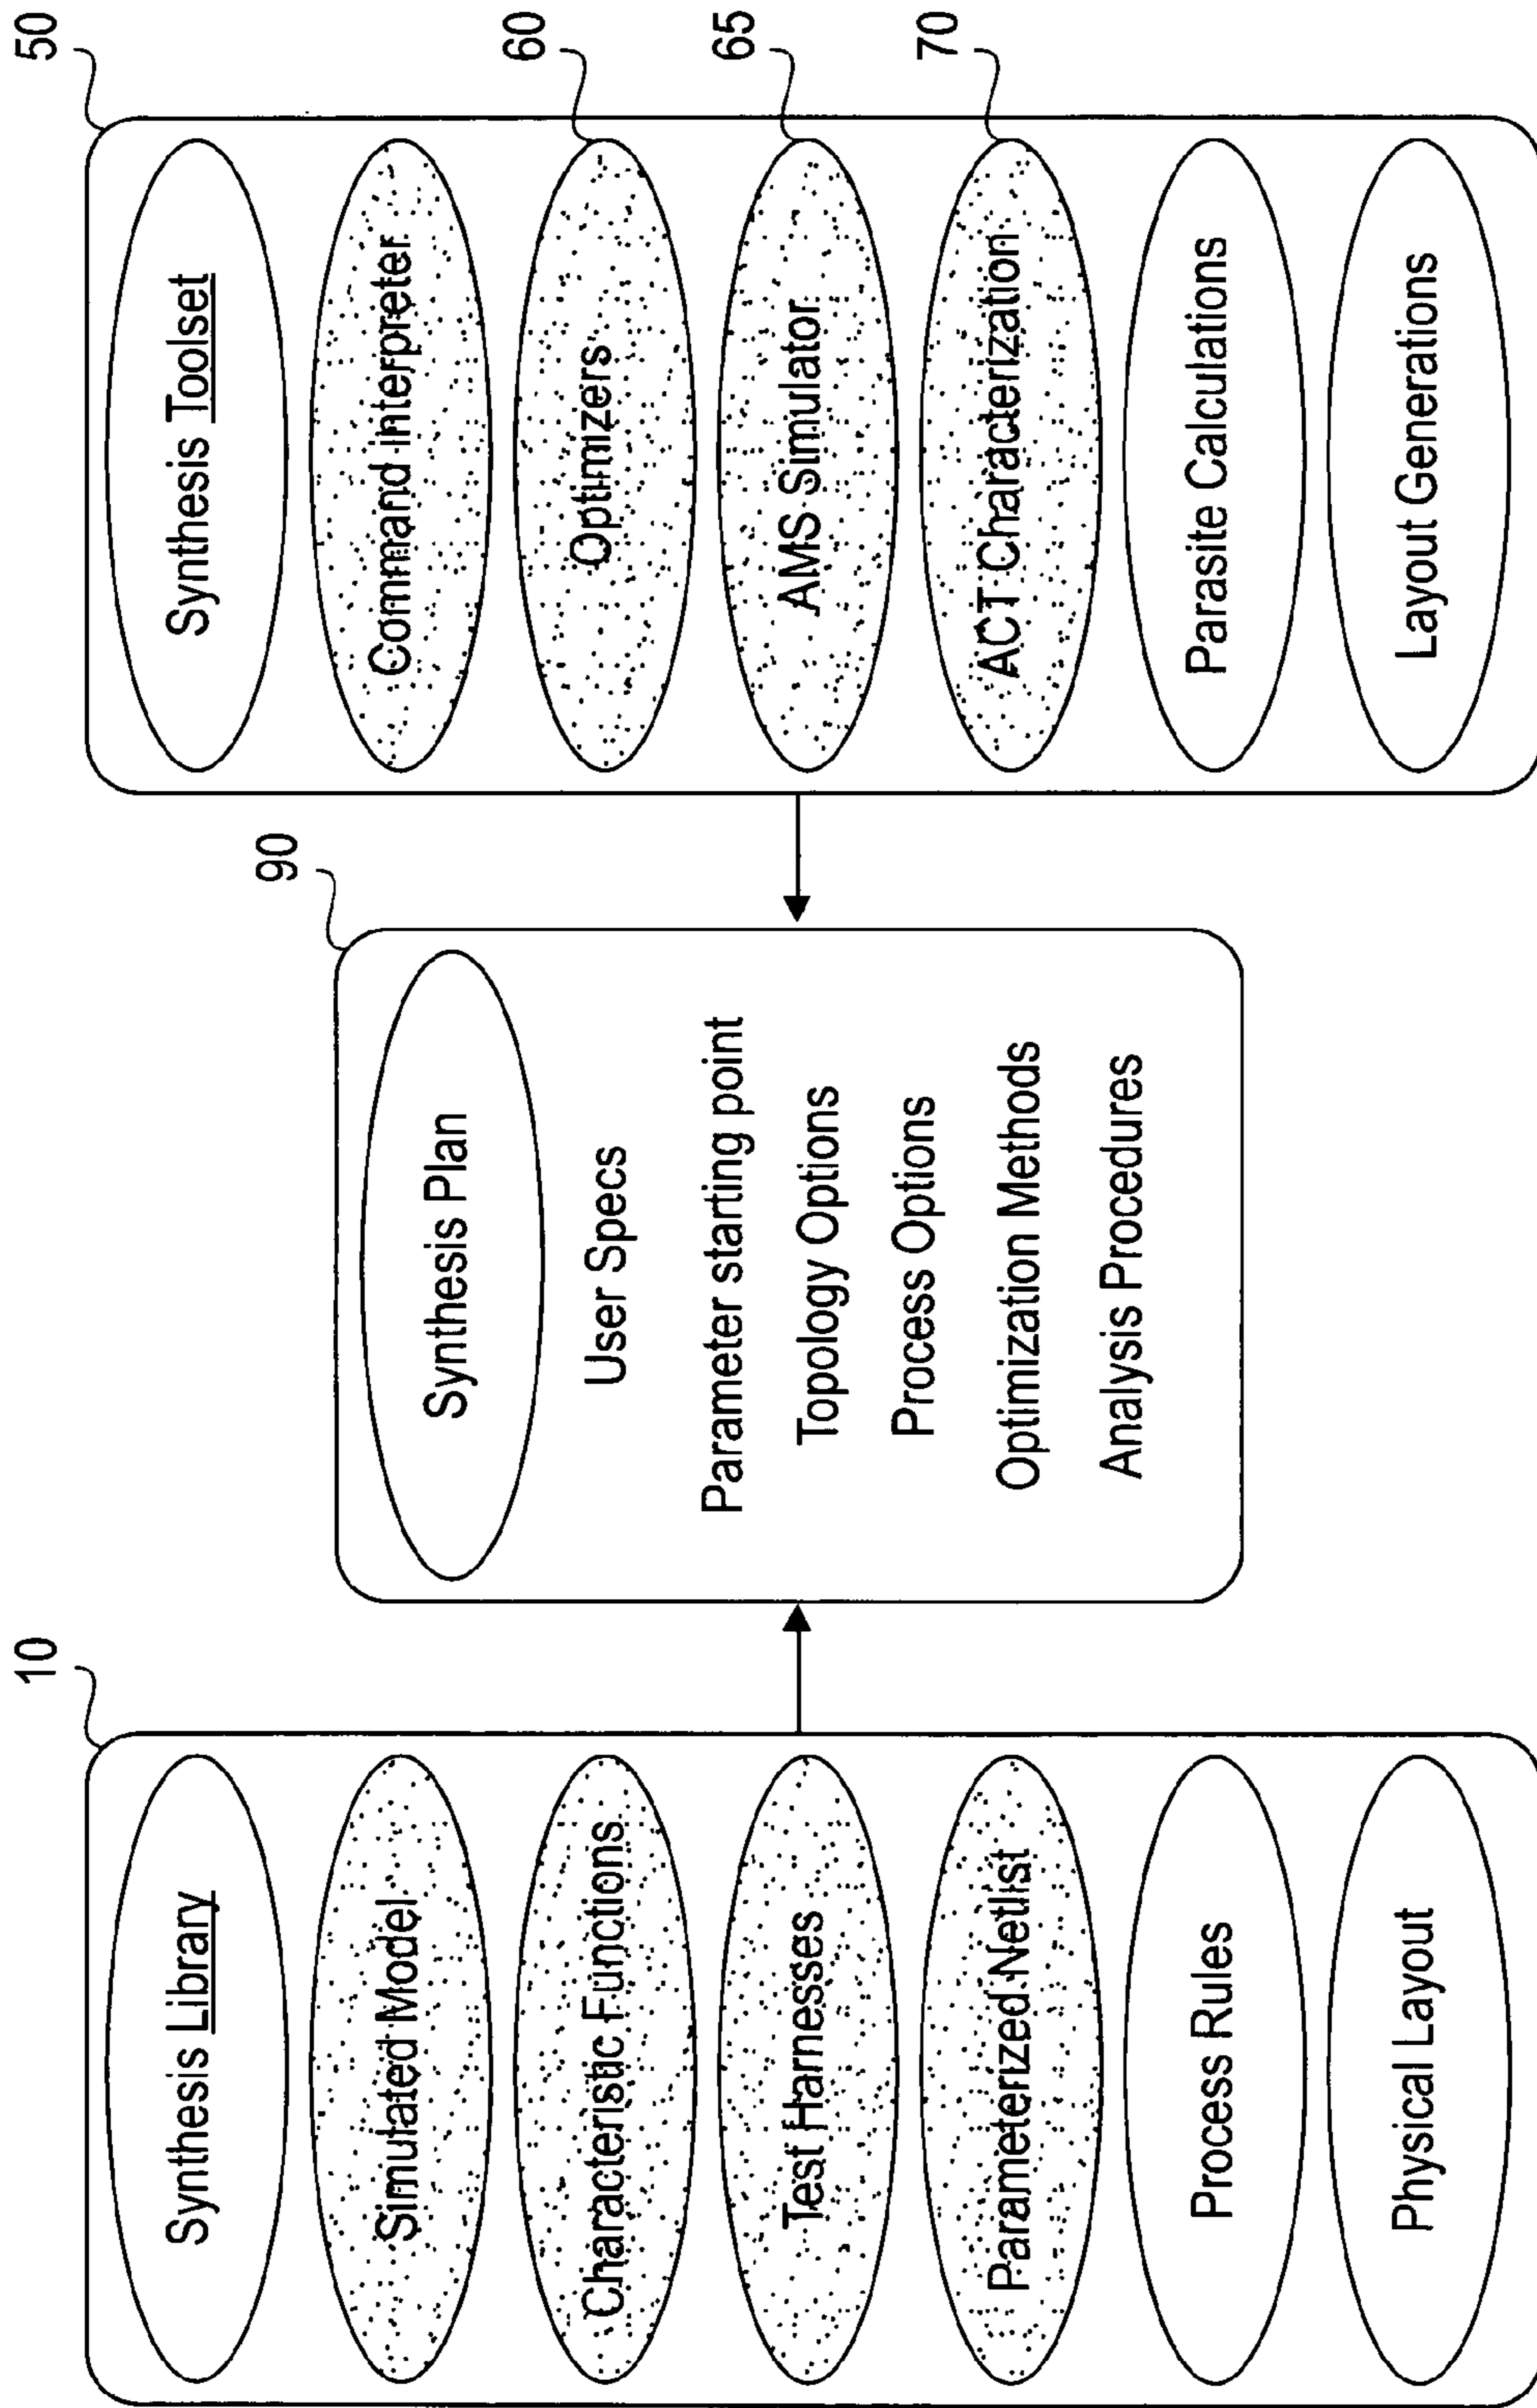 10
Synthesis Library
Simulated Model
Characteristic Functions
Test Harnesses
Parameterized Netlist
Process Rules
Physical Layout
90
Synthesis Plan
User Specs
Parameter starting point
Topology Options
Process Options
Optimization Methods
Analysis Procedures
50
Synthesis Toolset
Command Interpreter
60
Optimizers
65
AMS Simulator
70
ACT Characterization
Parasite Calculations
Layout Generations